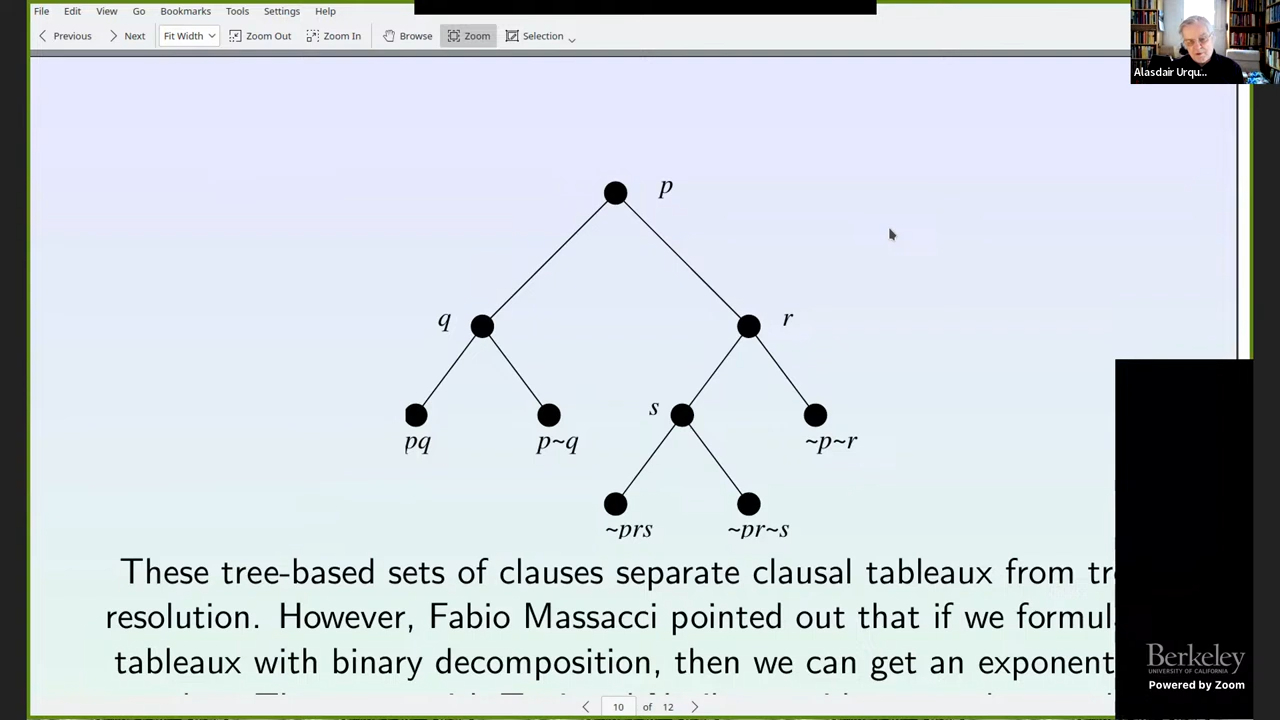 File Edit View Go Bookmarks Tools Settings Help
Previous Next Fit Width Zoom Out Zoom In Browse Zoom Selection
Alasdair Urqu...
p
q r
s
pq p~q ~p~r
~prs ~pr~s
These tree-based sets of clauses separate clausal tableaux from
resolution. However, Fabio Massacci pointed out that if we
tableaux with binary decomposition, then we can get an
Berkeley
UNIVERSITY OF CALIFORNIA
Powered by Zoom
10 of 12